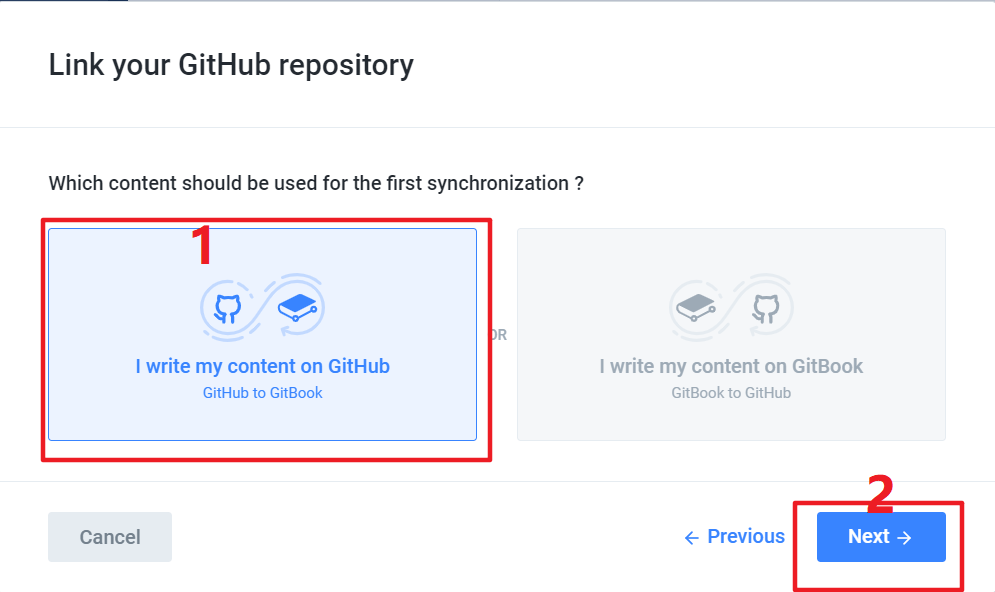 Link your GitHub repository
Which content should be used for the first synchronization ?
1
I write my content on GitHub
GitHub to GitBook
OR
I write my content on GitBook
GitBook to GitHub
2
Cancel
← Previous
Next →